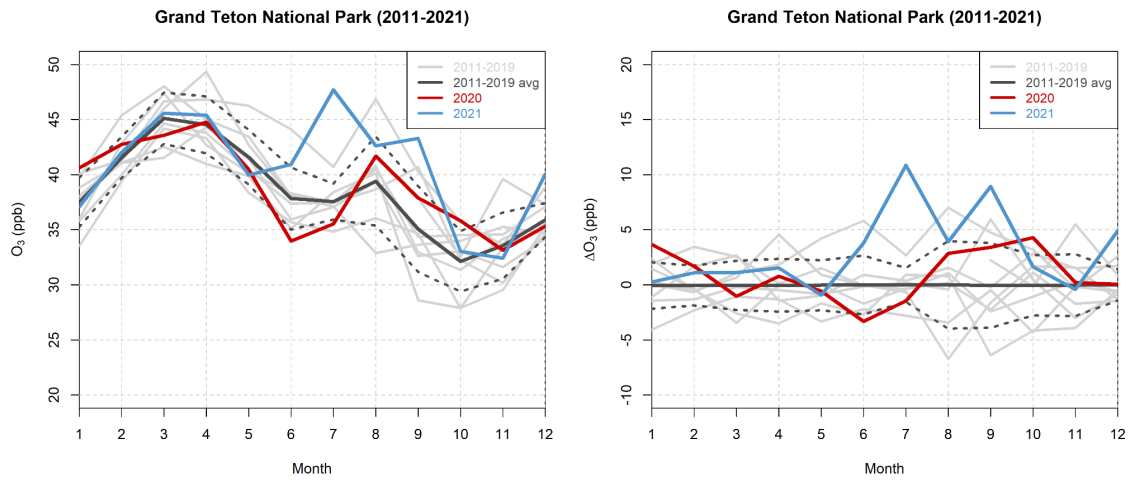 Grand Teton National Park (2011-2021)
50
45
40
35
30
25
20
O3 (ppb)
1 2 3 4 5 6 7 8 9 10 11 12
Month
2011-2019
2011-2019 avg
2020
2021
Grand Teton National Park (2011-2021)
20
15
10
5
0
-5
-10
ΔO3 (ppb)
1 2 3 4 5 6 7 8 9 10 11 12
Month
2011-2019
2011-2019 avg
2020
2021